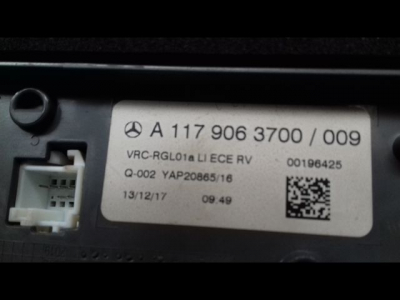 A 117 906 3700 / 009
VRC-RGL01a LI ECE RV 00196425
Q-002 YAP20865/16
13/12/17 09:49